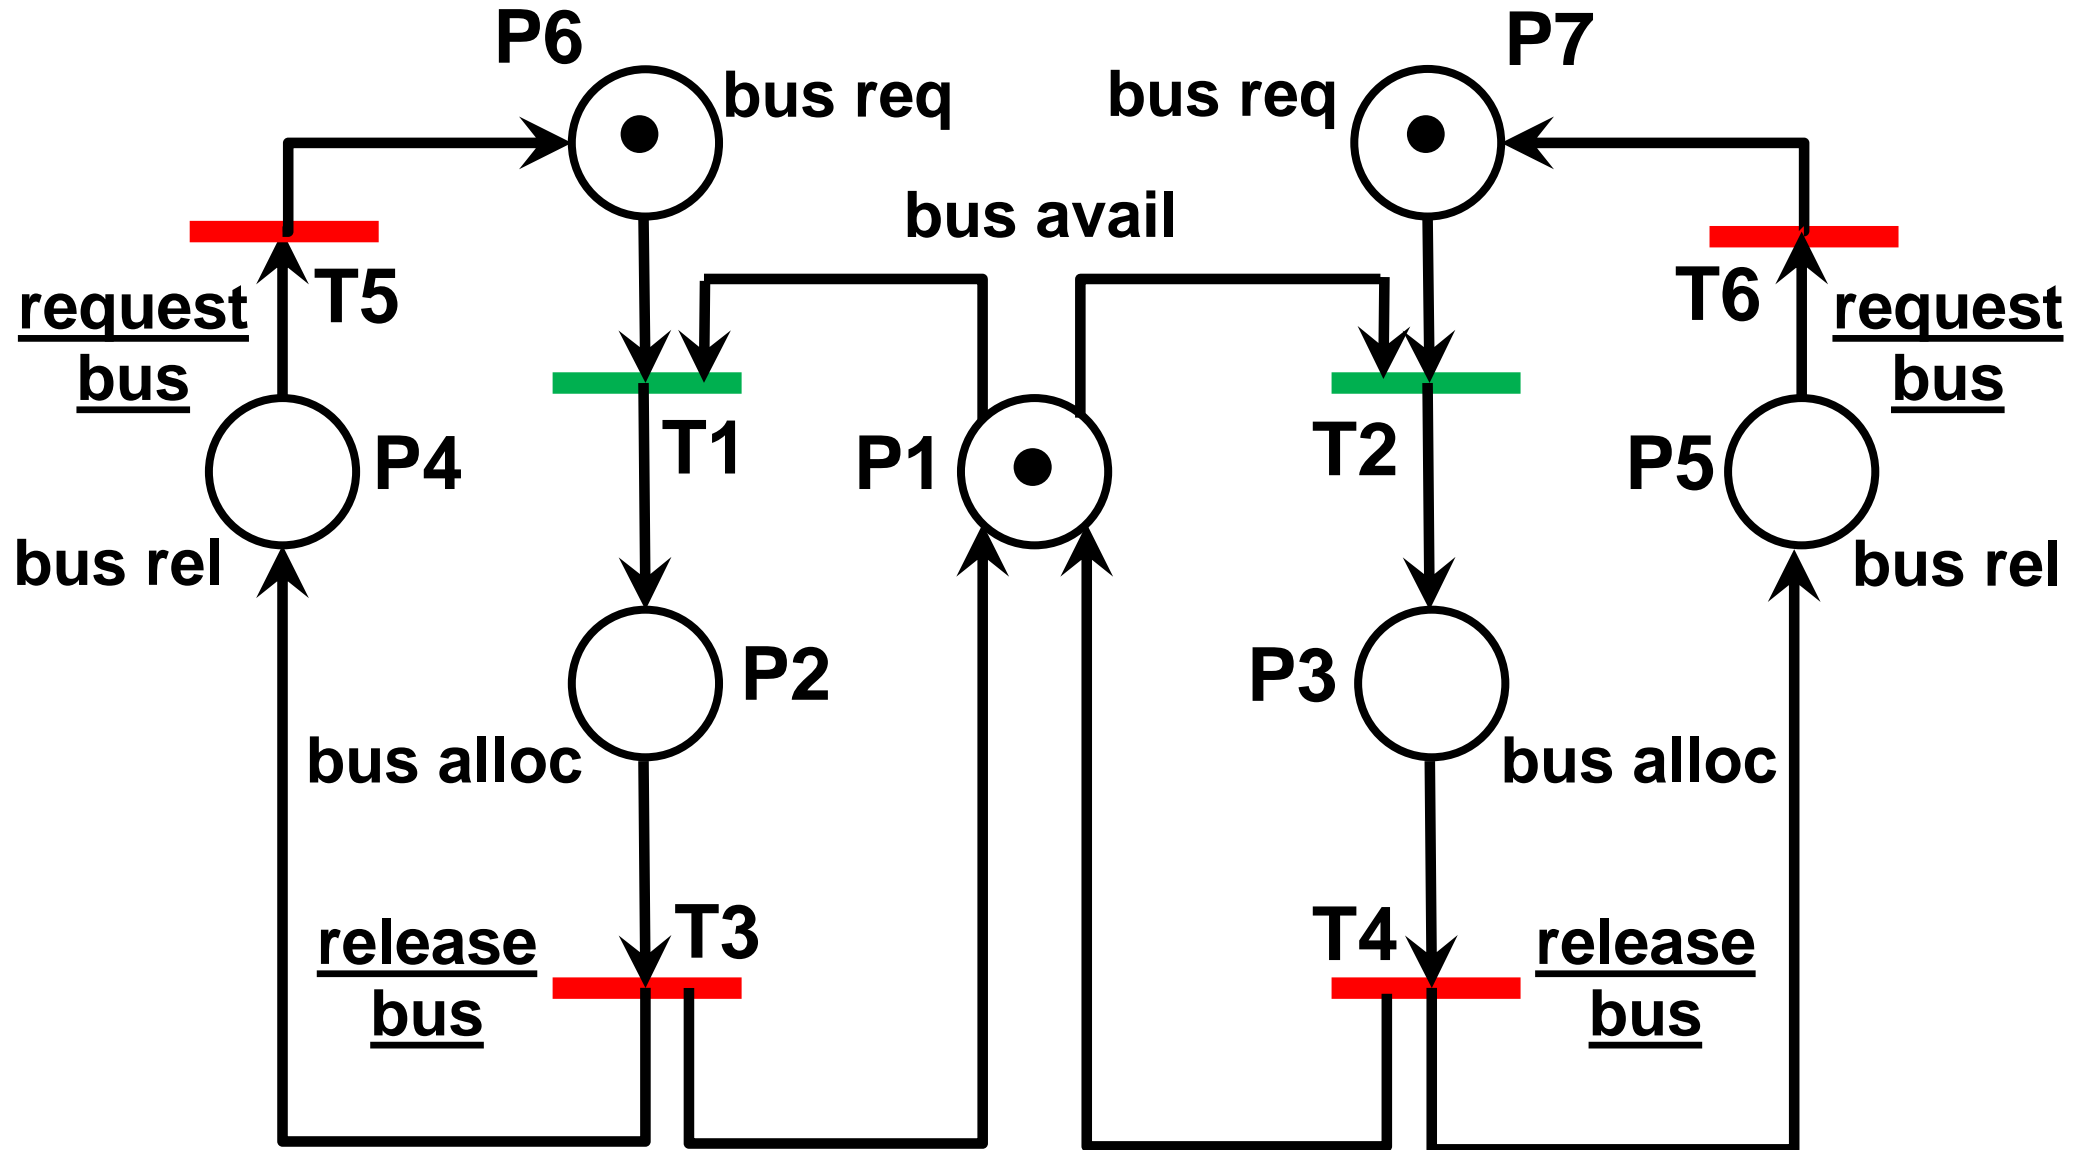 P6
P7
bus req
bus req
bus avail
T5
T6
request
bus
request
bus
T1
P1
T2
P4
P5
bus rel
bus rel
P2
P3
bus alloc
bus alloc
T3
T4
release
bus
release
bus